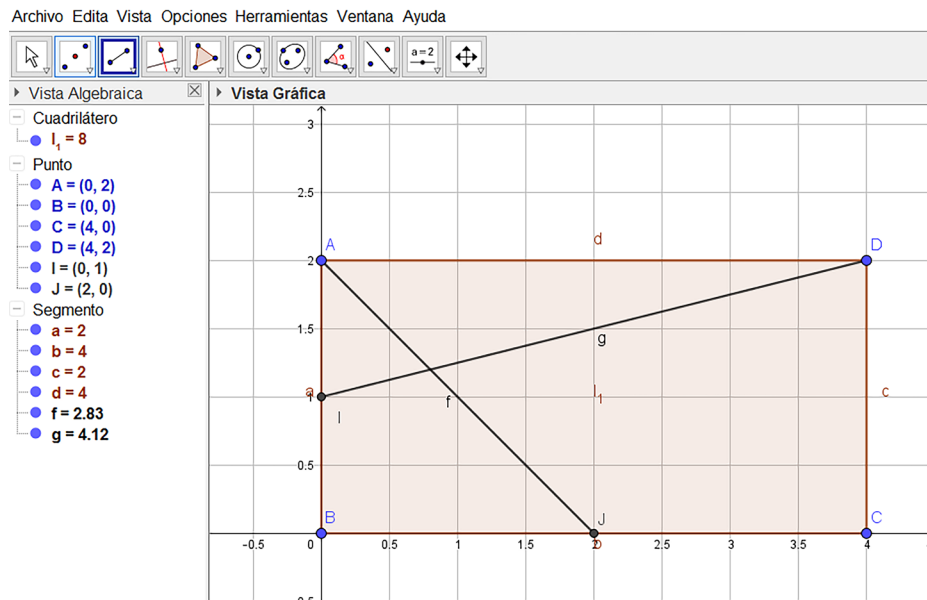 Archivo Edita Vista Opciones Herramientas Ventana Ayuda
a = 2
Vista Algebraica
Vista Gráfica
Cuadrilátero
l₁ = 8
Punto
A = (0, 2)
B = (0, 0)
C = (4, 0)
D = (4, 2)
I = (0, 1)
J = (2, 0)
Segmento
a = 2
b = 4
c = 2
d = 4
f = 2.83
g = 4.12
3
2.5
d
A
D
2
1.5
g
a
1
I
f
l₁
c
0.5
B
J
C
-0.5
0
0.5
1
1.5
2
b
2.5
3
3.5
4